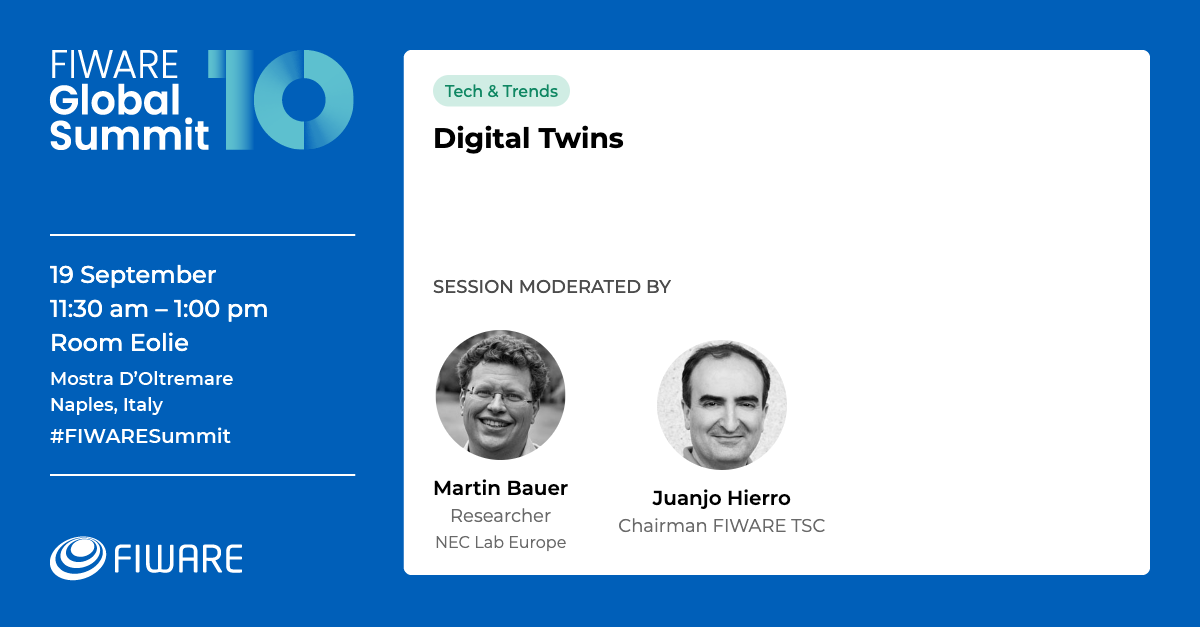 FIWARE
Global
Summit
10
19 September
11:30 am – 1:00 pm
Room Eolie
Mostra D’Oltremare
Naples, Italy
#FIWARESummit
FIWARE
Tech & Trends
Digital Twins
SESSION MODERATED BY
Martin Bauer
Researcher
NEC Lab Europe
Juanjo Hierro
Chairman FIWARE TSC